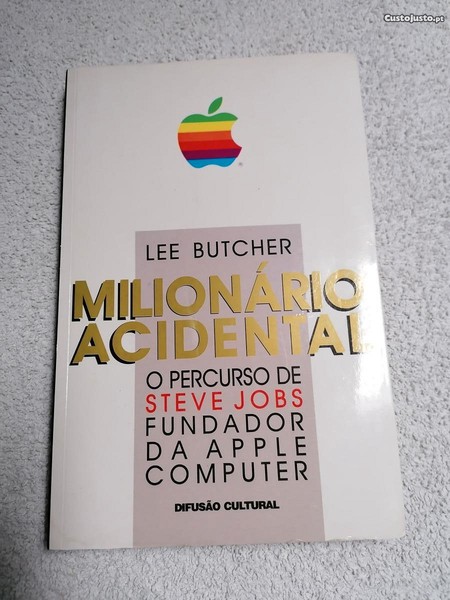 CustoJusto.pt
LEE BUTCHER
MILIONÁRIO
ACIDENTAL
O PERCURSO DE
STEVE JOBS
FUNDADOR
DA APPLE
COMPUTER
DIFUSÃO CULTURAL